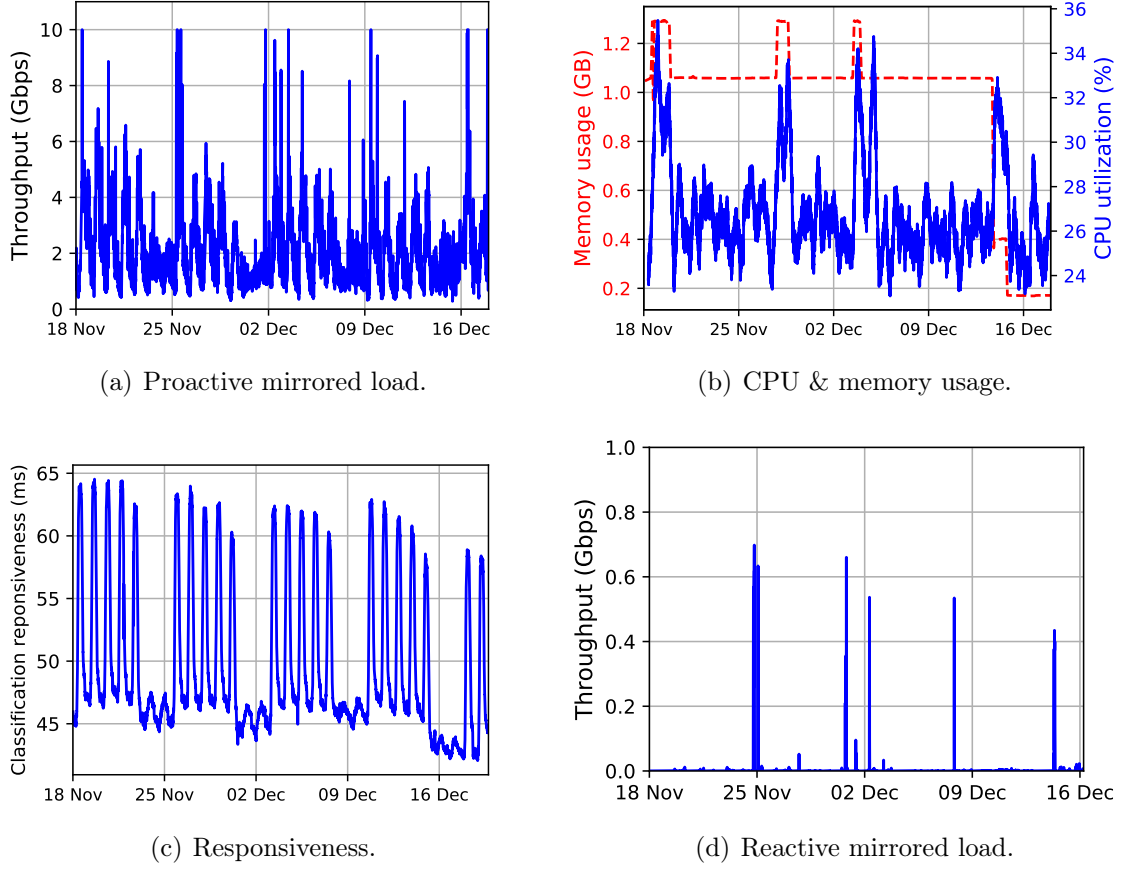 Throughput (Gbps)
10
8
6
4
2
0
18 Nov 25 Nov 02 Dec 09 Dec 16 Dec
(a) Proactive mirrored load.
Memory usage (GB)
1.2
1.0
0.8
0.6
0.4
0.2
36
34
32
30
28
26
24
CPU utilization (%)
18 Nov 25 Nov 02 Dec 09 Dec 16 Dec
(b) CPU & memory usage.
Classification reponsiveness (ms)
65
60
55
50
45
18 Nov 25 Nov 02 Dec 09 Dec 16 Dec
(c) Responsiveness.
Throughput (Gbps)
1.0
0.8
0.6
0.4
0.2
0.0
18 Nov 25 Nov 02 Dec 09 Dec 16 Dec
(d) Reactive mirrored load.